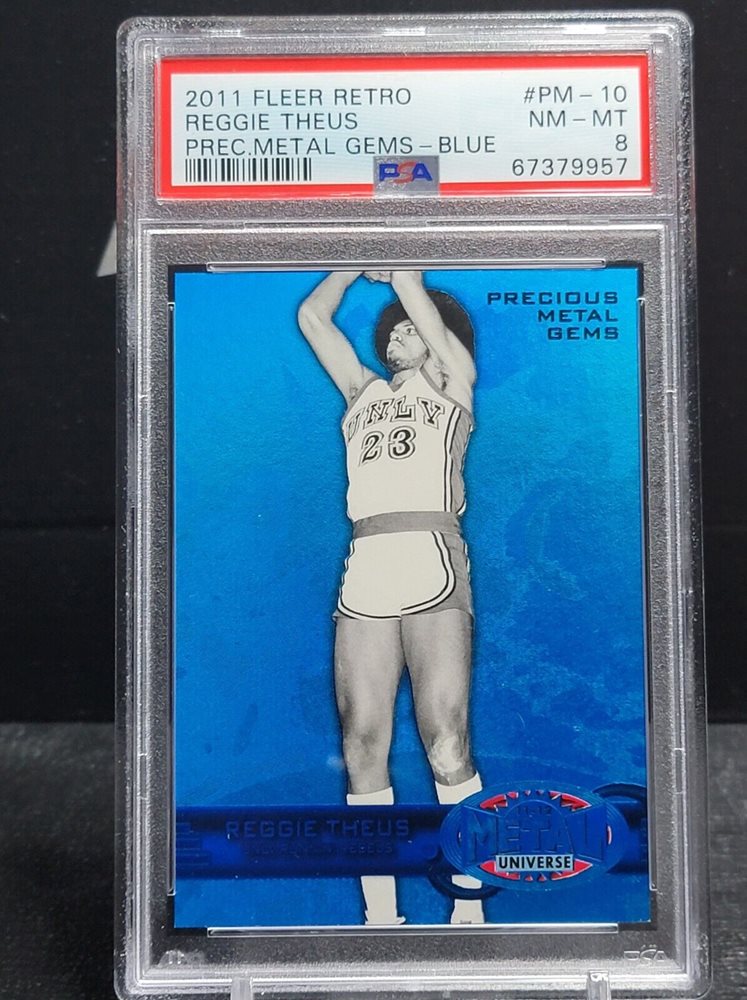 2011 FLEER RETRO #PM-10
REGGIE THEUS NM-MT
PREC.METAL GEMS-BLUE 8
PSA 67379957
PRECIOUS
METAL
GEMS
UNLV
23
REGGIE THEUS
METAL
UNIVERSE
PSA